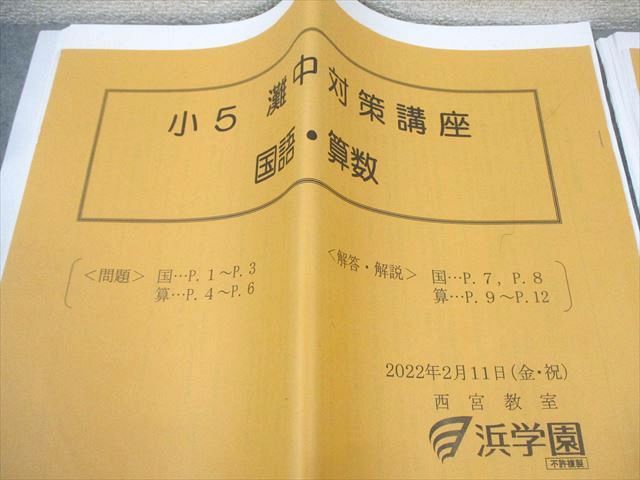 小5 灘中対策講座
国語・算数
〈問題〉 国…P.1～P.3
算…P.4～P.6
〈解答・解説〉 国…P.7, P.8
算…P.9～P.12
2022年2月11日(金・祝)
西宮教室
浜学園
不許複製